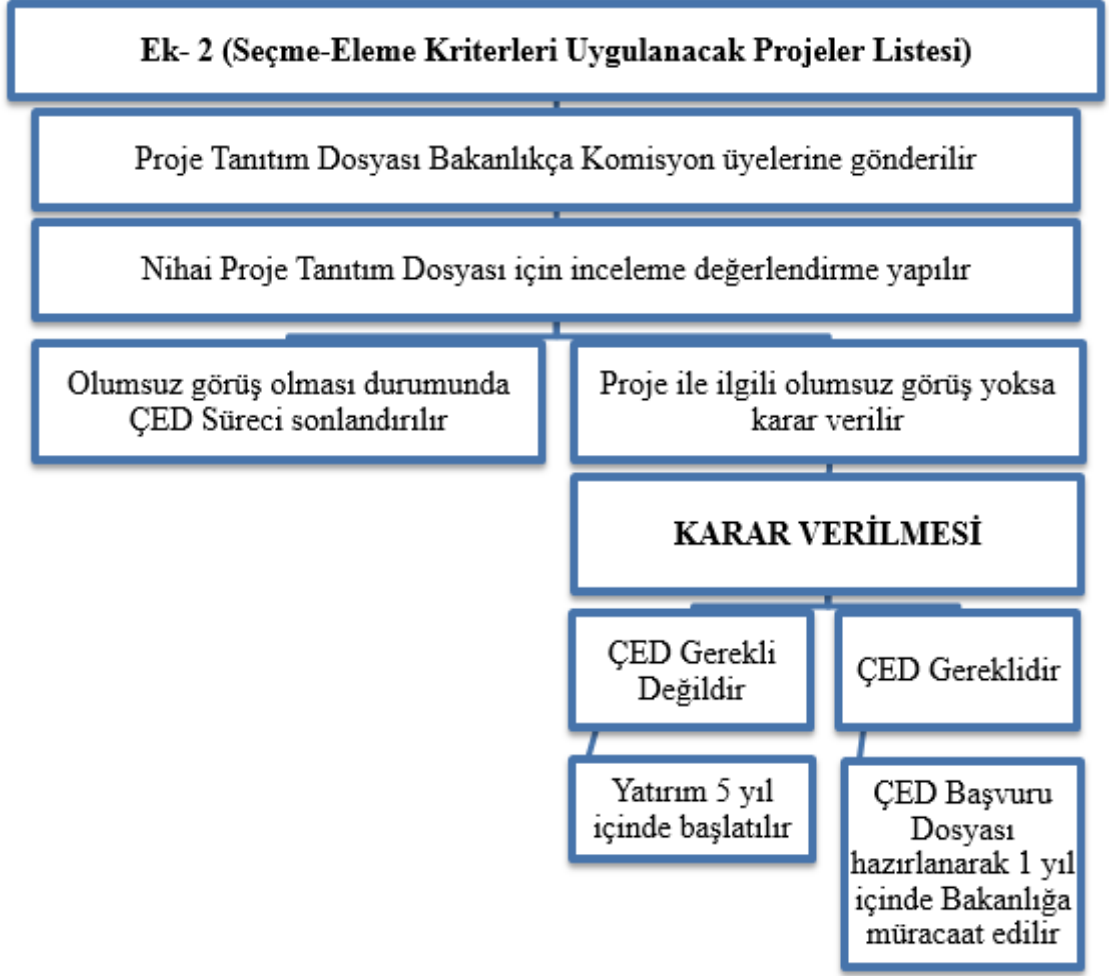 Ek- 2 (Seçme-Eleme Kriterleri Uygulanacak Projeler Listesi)
Proje Tanıtım Dosyası Bakanlıkça Komisyon üyelerine gönderilir
Nihai Proje Tanıtım Dosyası için inceleme değerlendirme yapılır
Olumsuz görüş olması durumunda
ÇED Süreci sonlandırılır
Proje ile ilgili olumsuz görüş yoksa
karar verilir
KARAR VERİLMESİ
ÇED Gerekli
Değildir
Yatırım 5 yıl
içinde başlatılır
ÇED Gereklidir
ÇED Başvuru
Dosyası
hazırlanarak 1 yıl
içinde Bakanlığa
müracaat edilir